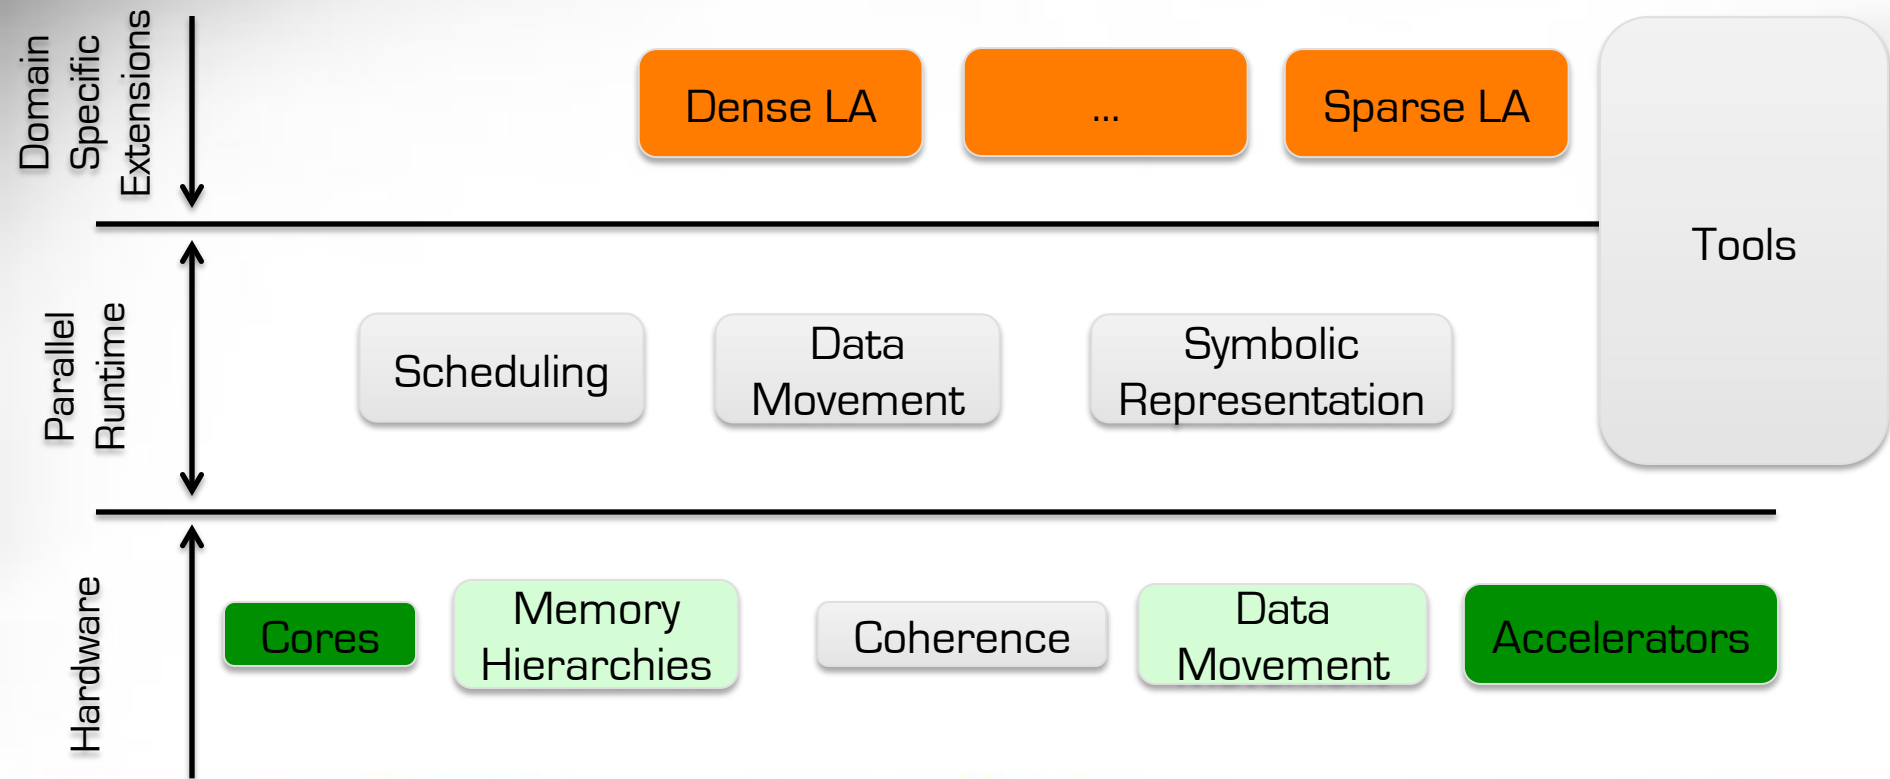 Domain
Specific
Extensions
Dense LA
...
Sparse LA
Tools
Parallel
Runtime
Scheduling
Data
Movement
Symbolic
Representation
Hardware
Cores
Memory
Hierarchies
Coherence
Data
Movement
Accelerators